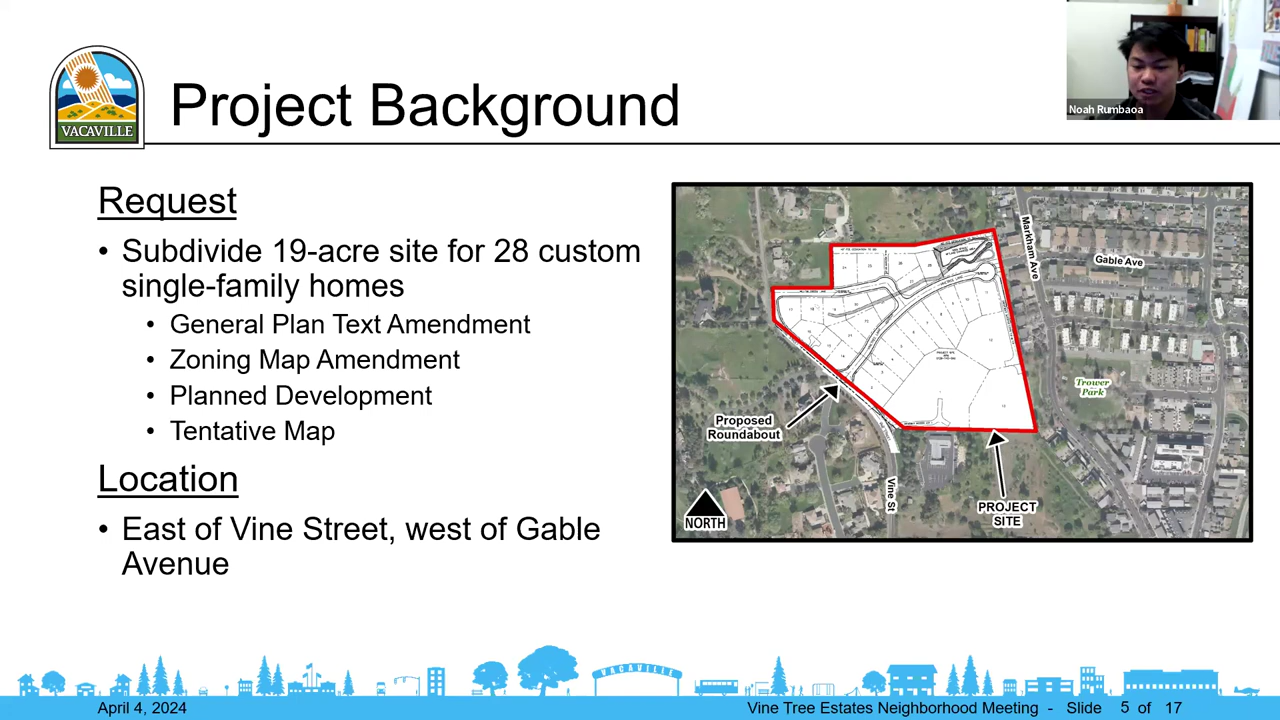 Noah Rumbaoa
VACAVILLE
Project Background
Request
• Subdivide 19-acre site for 28 custom
single-family homes
• General Plan Text Amendment
• Zoning Map Amendment
• Planned Development
• Tentative Map
Location
• East of Vine Street, west of Gable
Avenue
Markham Ave
Gable Ave
Trower
Park
Proposed
Roundabout
Vine St
PROJECT
SITE
NORTH
VACAVILLE
April 4, 2024
Vine Tree Estates Neighborhood Meeting - Slide 5 of 17